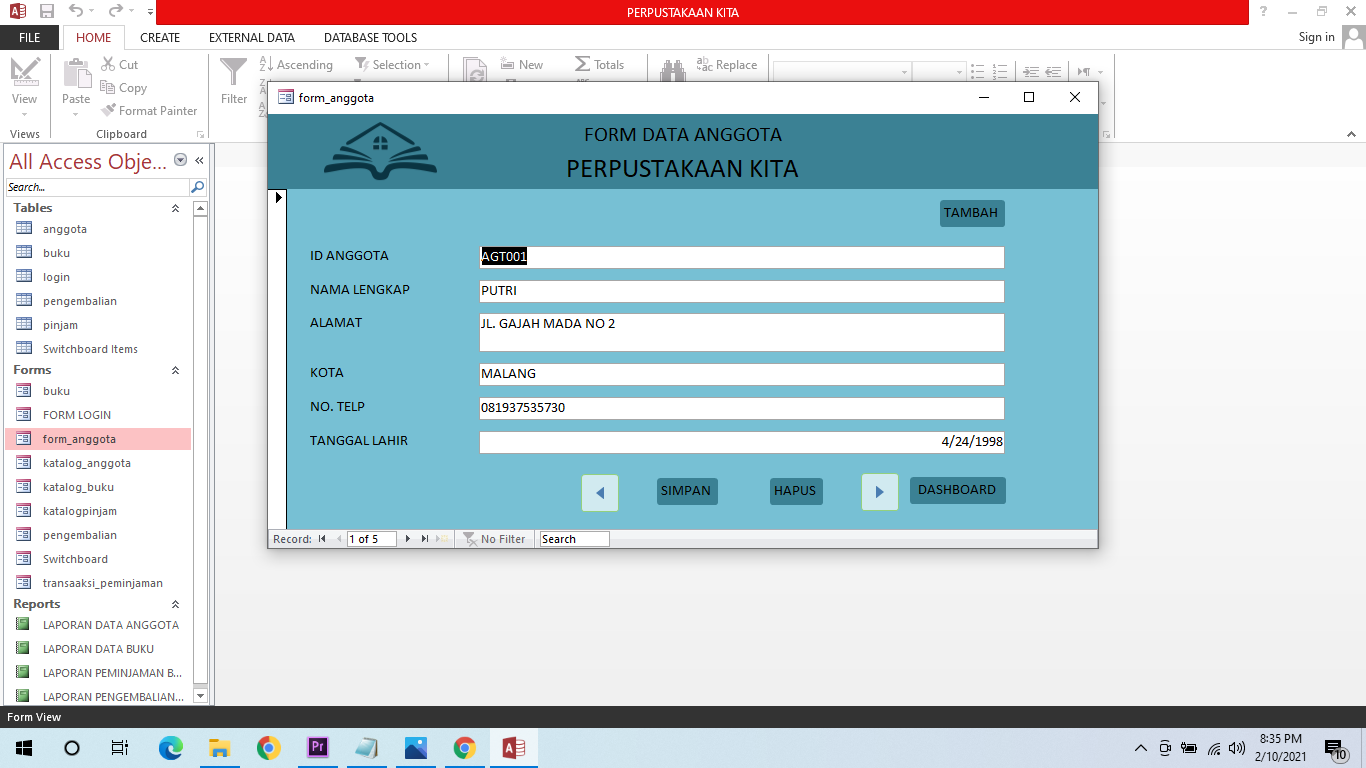 PERPUSTAKAAN KITA
?
FILE HOME CREATE EXTERNAL DATA DATABASE TOOLS
Sign in
View
Views
Paste
Cut
Copy
Format Painter
Clipboard
Filter
Ascending
Selection
New
Totals
Replace
All Access Obje...
Search...
Tables
anggota
buku
login
pengembalian
pinjam
Switchboard Items
Forms
buku
FORM LOGIN
form_anggota
katalog_anggota
katalog_buku
katalogpinjam
pengembalian
Switchboard
transaaksi_peminjaman
Reports
LAPORAN DATA ANGGOTA
LAPORAN DATA BUKU
LAPORAN PEMINJAMAN B...
LAPORAN PENGEMBALIAN...
form_anggota
FORM DATA ANGGOTA
PERPUSTAKAAN KITA
TAMBAH
ID ANGGOTA AGT001
NAMA LENGKAP PUTRI
ALAMAT JL. GAJAH MADA NO 2
KOTA MALANG
NO. TELP 081937535730
TANGGAL LAHIR 4/24/1998
SIMPAN HAPUS DASHBOARD
Record: 1 of 5 No Filter Search
Form View
Pr
8:35 PM
2/10/2021
10